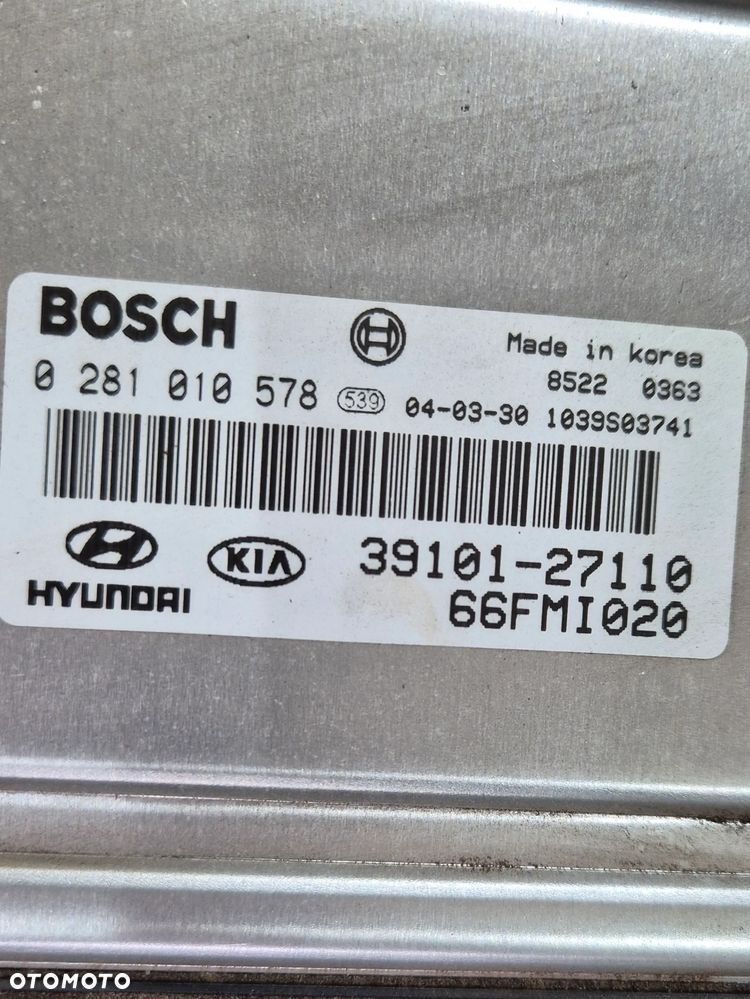 BOSCH
Made in korea
8522 0363
0 281 010 578 539 04-03-30 1039S03741
HYUNDAI
KIA
39101-27110
66FMI020
OTOMOTO